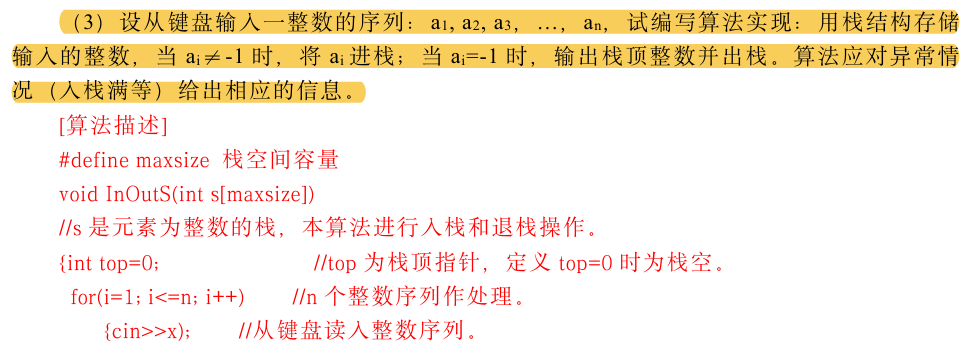 （3）设从键盘输入一整数的序列：a1, a2, a3，…，an，试编写算法实现：用栈结构存储
输入的整数，当 ai≠-1 时，将 ai 进栈；当 ai=-1 时，输出栈顶整数并出栈。算法应对异常情
况（入栈满等）给出相应的信息。
[算法描述]
#define maxsize 栈空间容量
void InOutS(int s[maxsize])
//s 是元素为整数的栈，本算法进行入栈和退栈操作。
{int top=0; //top 为栈顶指针，定义 top=0 时为栈空。
for(i=1; i<=n; i++) //n 个整数序列作处理。
{cin>>x); //从键盘读入整数序列。